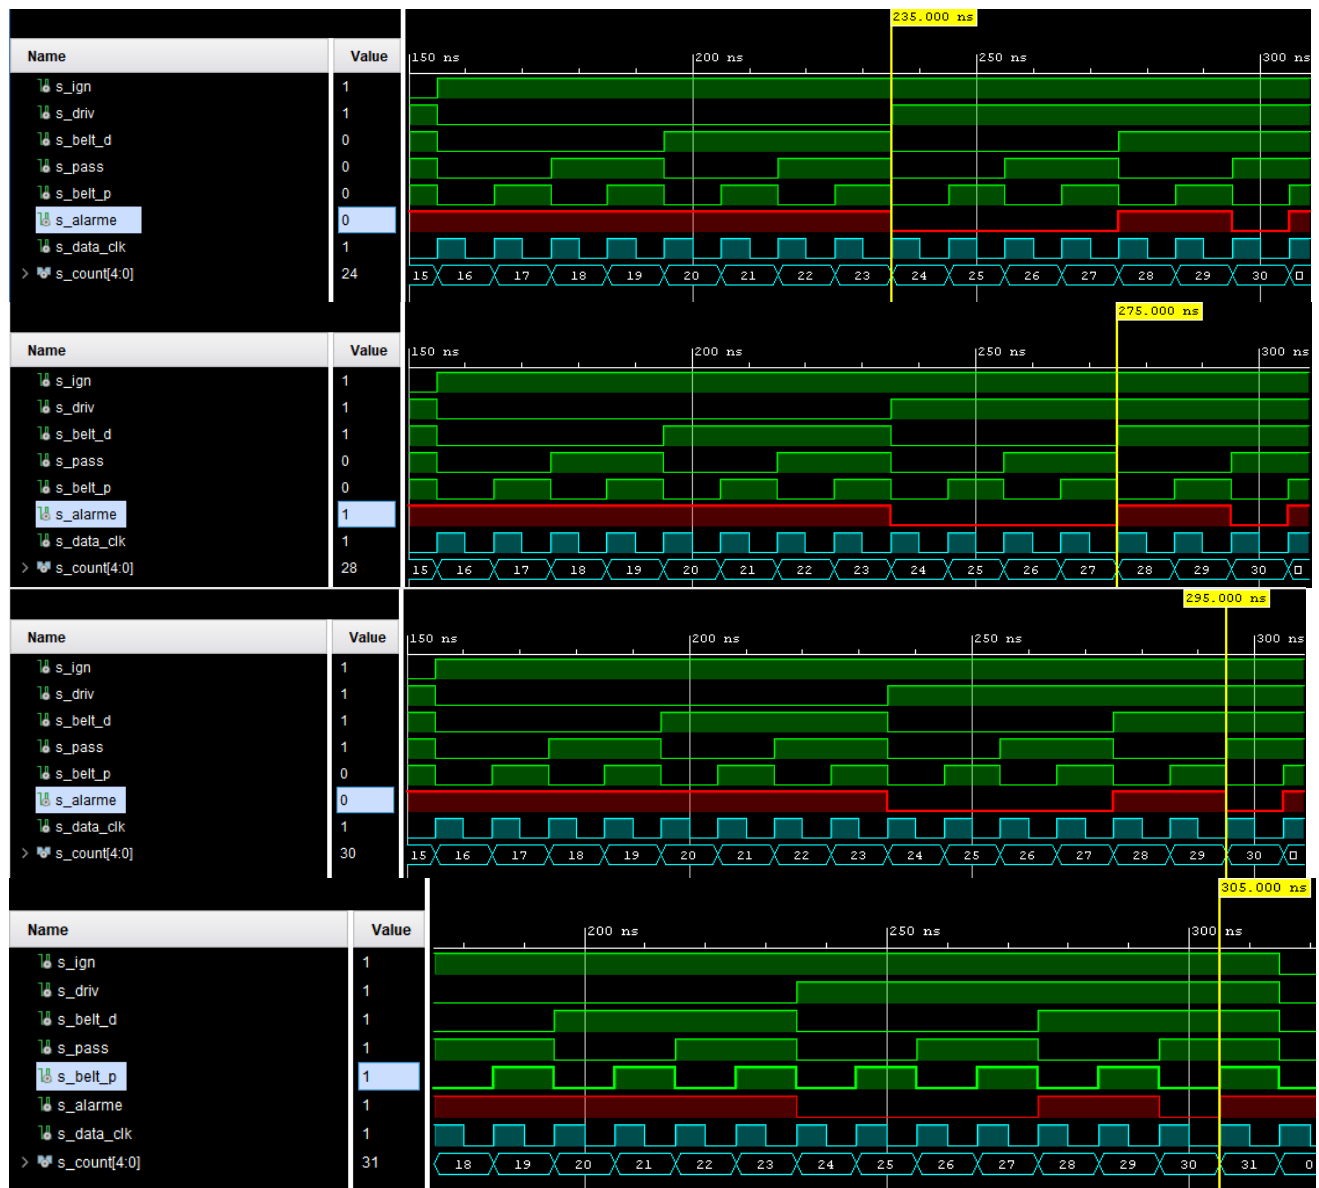 235.000 ns
Name Value 150 ns 200 ns 250 ns 300 ns
s_ign 1
s_driv 1
s_belt_d 0
s_pass 0
s_belt_p 0
s_alarme 0
s_data_clk 1
> s_count[4:0] 24 15 16 17 18 19 20 21 22 23 24 25 26 27 28 29 30
275.000 ns
Name Value 150 ns 200 ns 250 ns 300 ns
s_ign 1
s_driv 1
s_belt_d 1
s_pass 0
s_belt_p 0
s_alarme 1
s_data_clk 1
> s_count[4:0] 28 15 16 17 18 19 20 21 22 23 24 25 26 27 28 29 30
295.000 ns
Name Value 150 ns 200 ns 250 ns 300 ns
s_ign 1
s_driv 1
s_belt_d 1
s_pass 1
s_belt_p 0
s_alarme 0
s_data_clk 1
> s_count[4:0] 30 15 16 17 18 19 20 21 22 23 24 25 26 27 28 29 30
305.000 ns
Name Value 200 ns 250 ns 300 ns
s_ign 1
s_driv 1
s_belt_d 1
s_pass 1
s_belt_p 1
s_alarme 1
s_data_clk 1
> s_count[4:0] 31 18 19 20 21 22 23 24 25 26 27 28 29 30 31 0